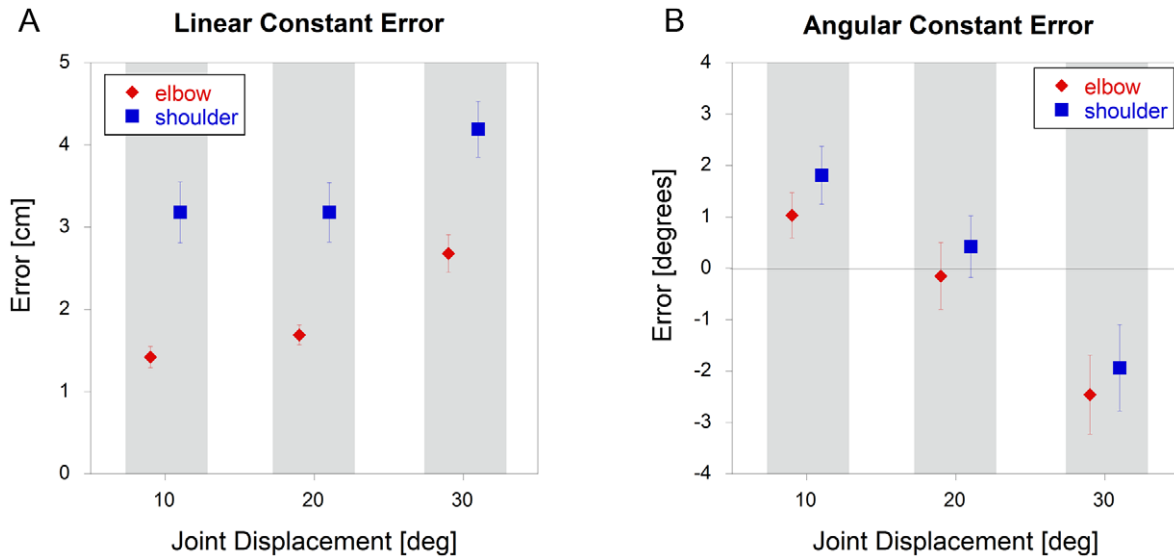 A
Linear Constant Error
5
4
3
2
1
0
Error [cm]
elbow
shoulder
10
20
30
Joint Displacement [deg]
B
Angular Constant Error
4
3
2
1
0
-1
-2
-3
-4
Error [degrees]
elbow
shoulder
10
20
30
Joint Displacement [deg]